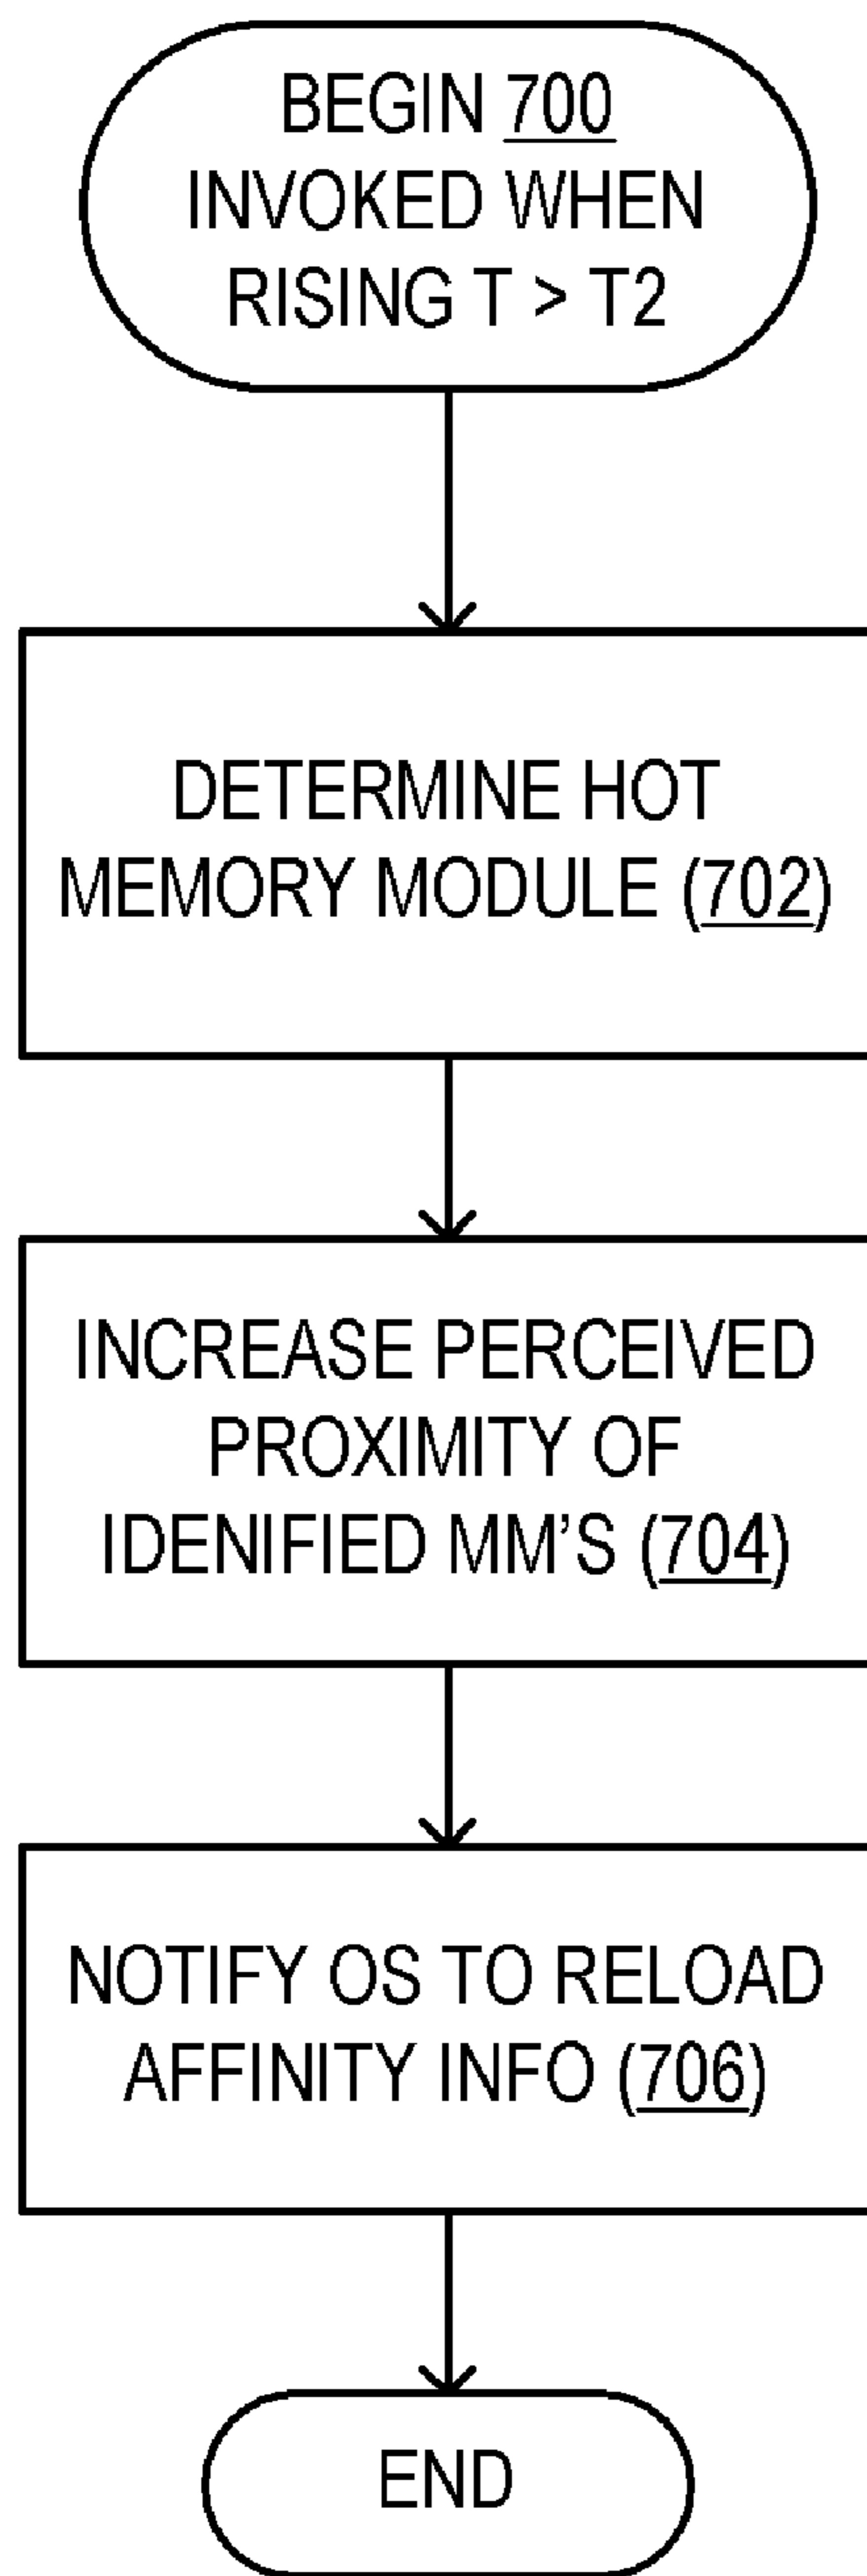 BEGIN 700
INVOKED WHEN
RISING T > T2
DETERMINE HOT
MEMORY MODULE (702)
INCREASE PERCEIVED
PROXIMITY OF
IDENIFIED MM'S (704)
NOTIFY OS TO RELOAD
AFFINITY INFO (706)
END